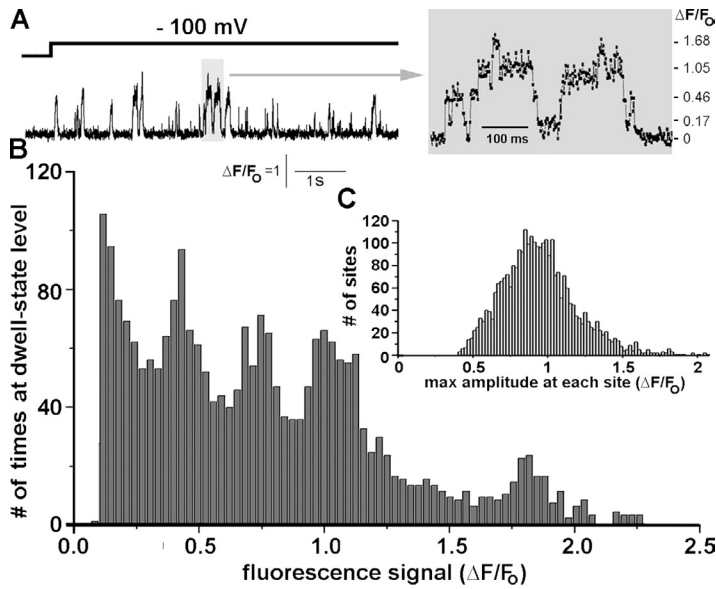 A
- 100 mV
ΔF/Fo
1.68
1.05
0.46
0.17
0
100 ms
B
ΔF/Fo =1
1s
120
80
40
0
# of times at dwell-state level
0.0
0.5
1.0
1.5
2.0
2.5
fluorescence signal (ΔF/Fo)
C
120
100
80
60
40
20
0
# of sites
0
0.5
1
1.5
2
max amplitude at each site (ΔF/Fo)